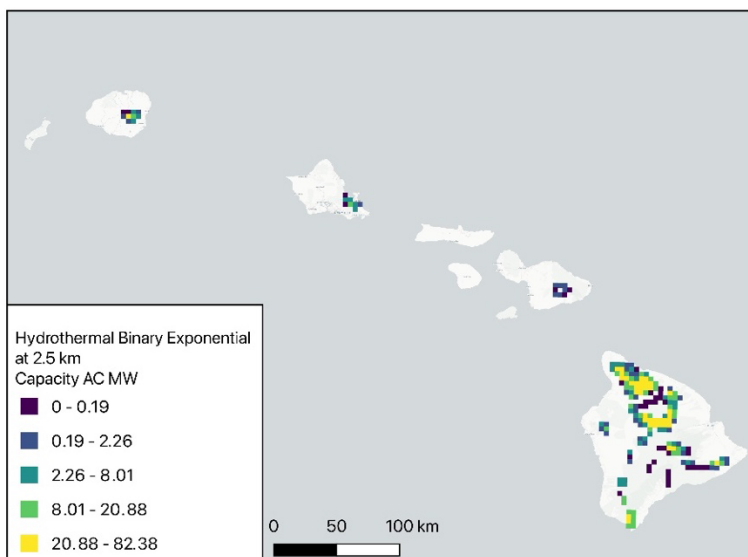 Hydrothermal Binary Exponential
at 2.5 km
Capacity AC MW
0 - 0.19
0.19 - 2.26
2.26 - 8.01
8.01 - 20.88
20.88 - 82.38
0 50 100 km